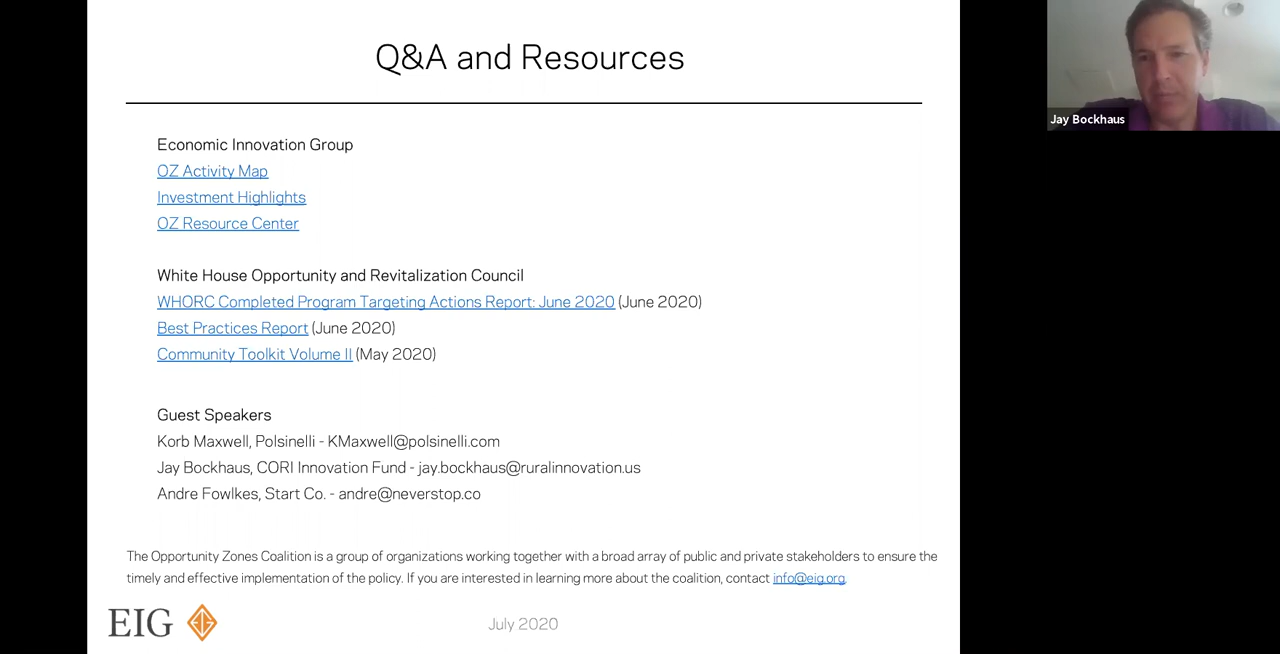 Q&A and Resources
Jay Bockhaus
Economic Innovation Group
OZ Activity Map
Investment Highlights
OZ Resource Center
White House Opportunity and Revitalization Council
WHORC Completed Program Targeting Actions Report: June 2020 (June 2020)
Best Practices Report (June 2020)
Community Toolkit Volume II (May 2020)
Guest Speakers
Korb Maxwell, Polsinelli - KMaxwell@polsinelli.com
Jay Bockhaus, CORI Innovation Fund - jay.bockhaus@ruralinnovation.us
Andre Fowlkes, Start Co. - andre@neverstop.co
The Opportunity Zones Coalition is a group of organizations working together with a broad array of public and private stakeholders to ensure the
timely and effective implementation of the policy. If you are interested in learning more about the coalition, contact info@eig.org.
EIG
July 2020